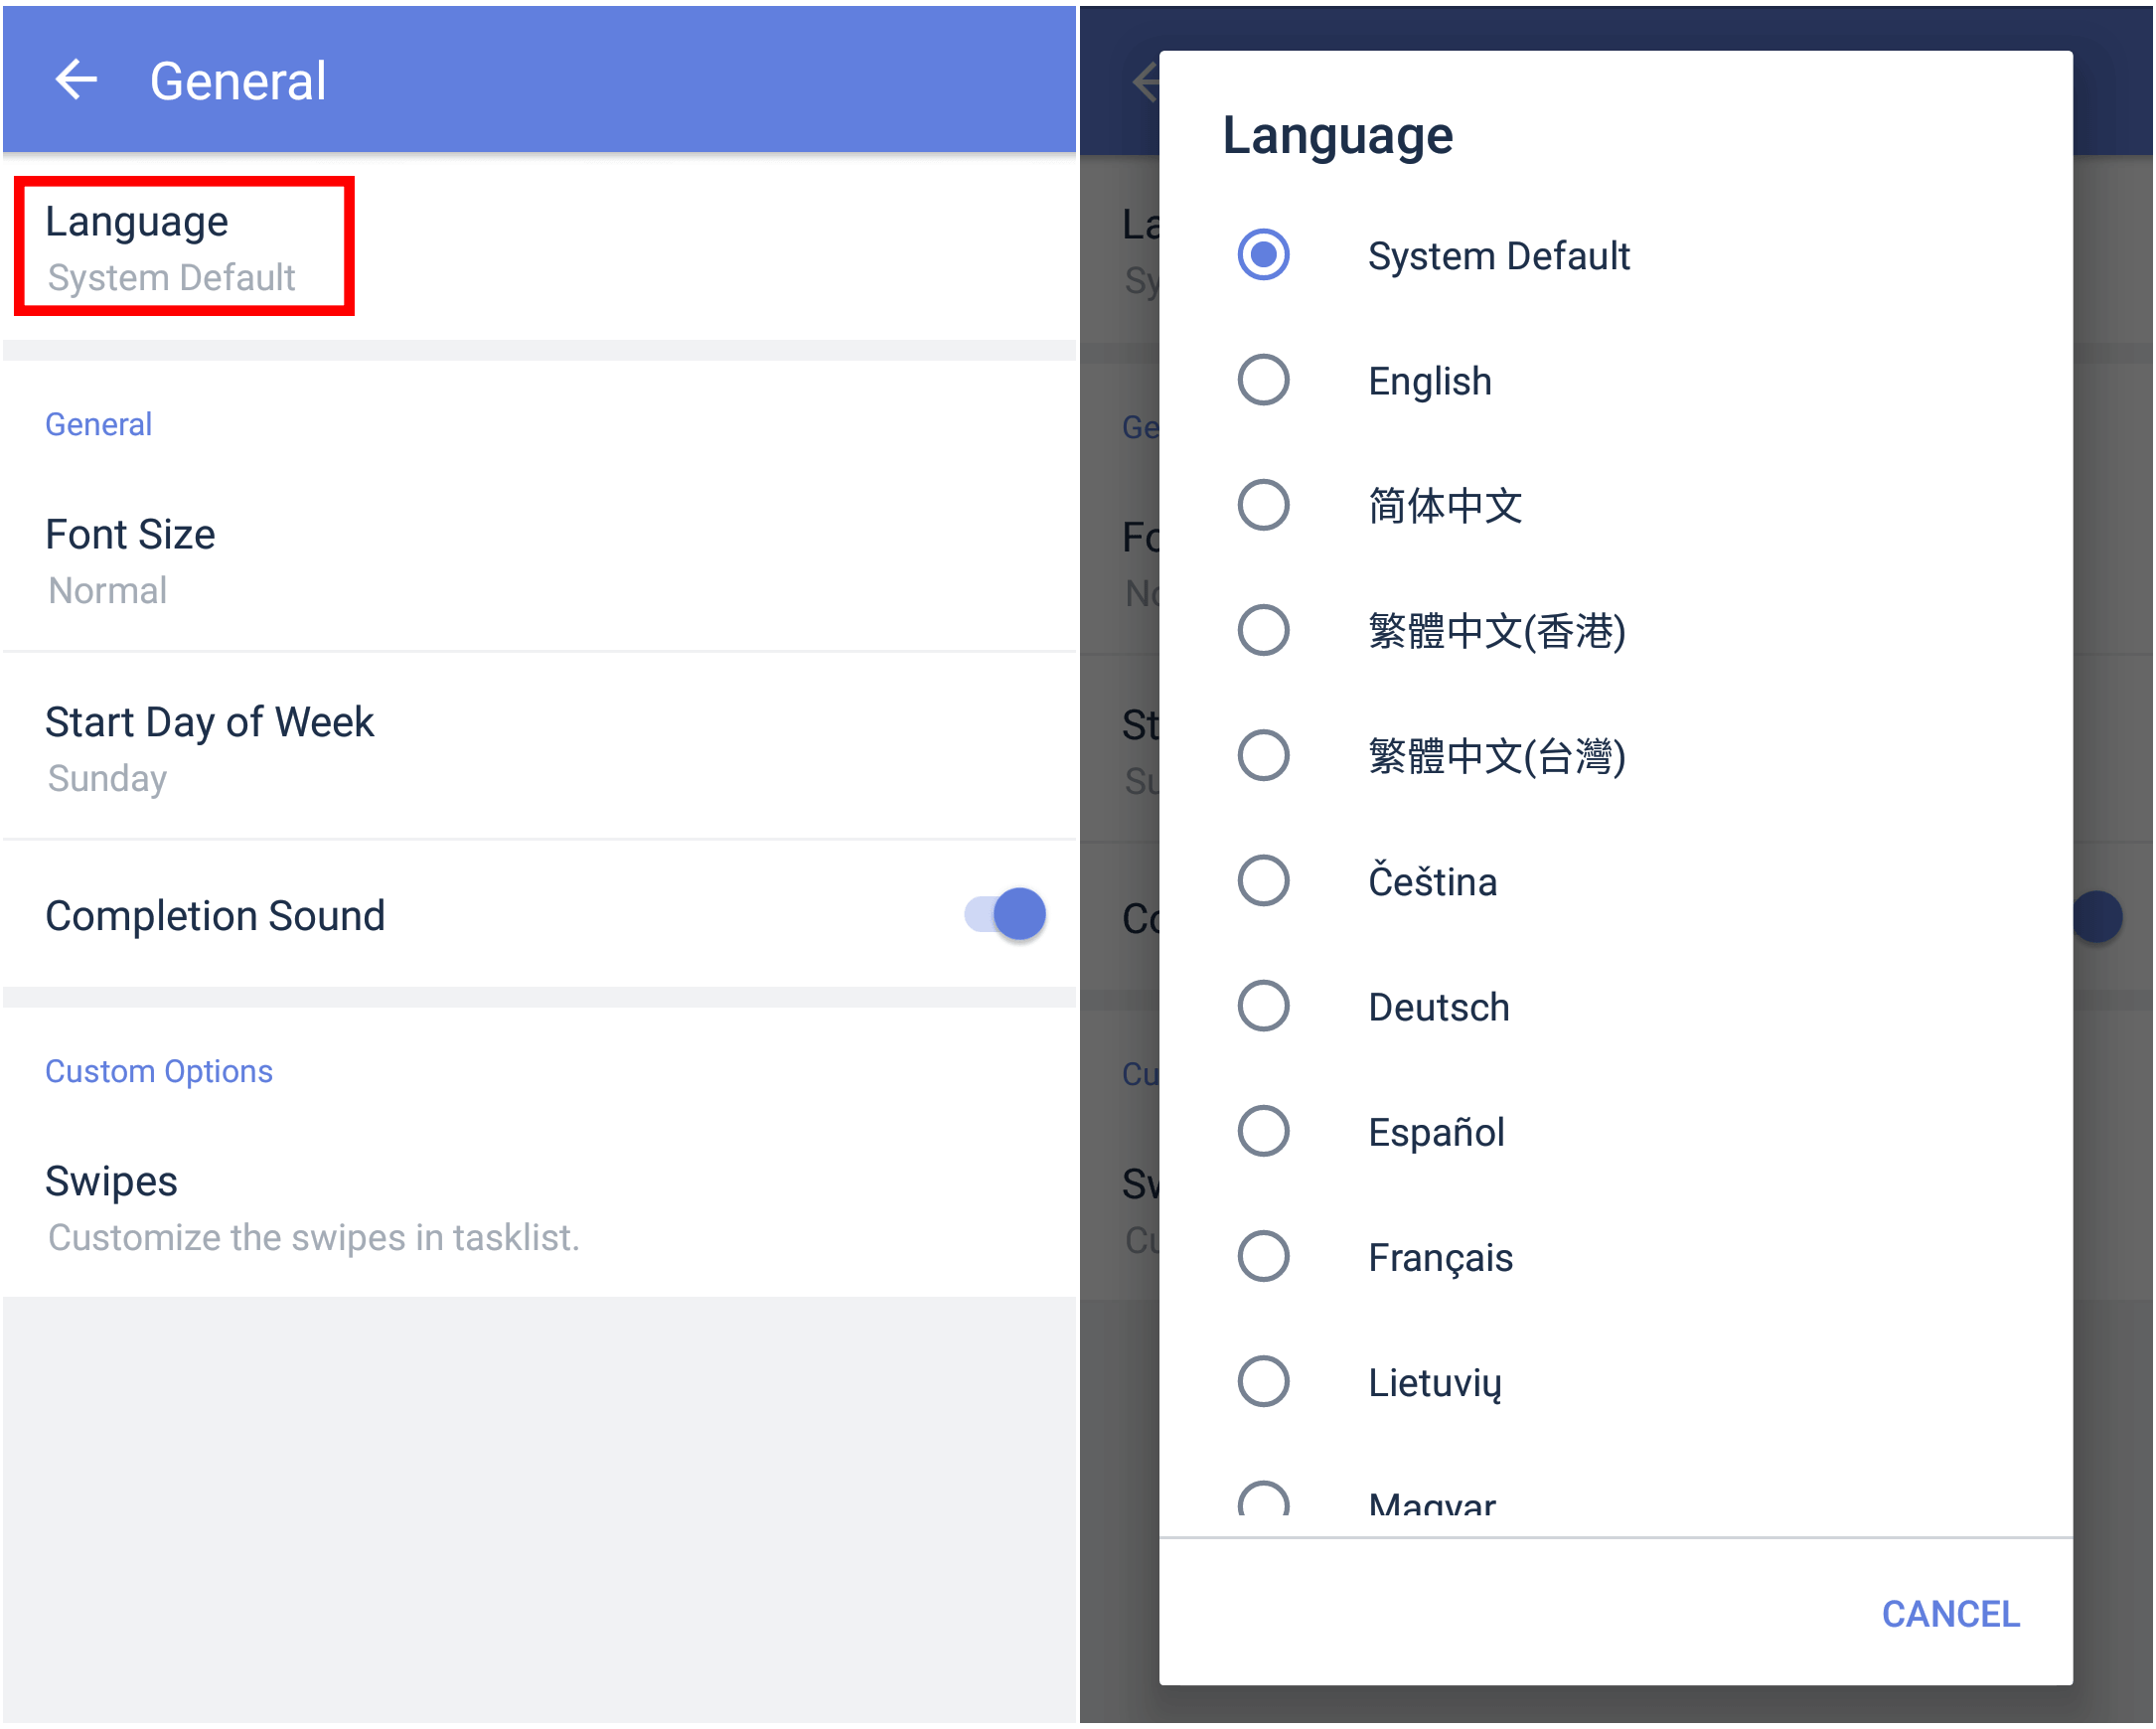 General
Language
System Default
General
Font Size
Normal
Start Day of Week
Sunday
Completion Sound
Custom Options
Swipes
Customize the swipes in tasklist.
Language
System Default
English
简体中文
繁體中文(香港)
繁體中文(台灣)
Čeština
Deutsch
Español
Français
Lietuvių
Magyar
CANCEL
La
Sy
Ge
Fo
No
St
Su
Co
Cu
Sw
Cu